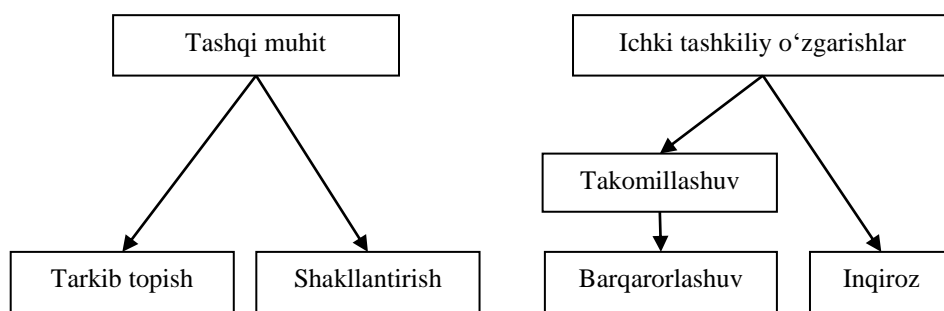 Tashqi muhit
Ichki tashkiliy o‘zgarishlar
Takomillashuv
Tarkib topish
Shakllantirish
Barqarorlashuv
Inqiroz